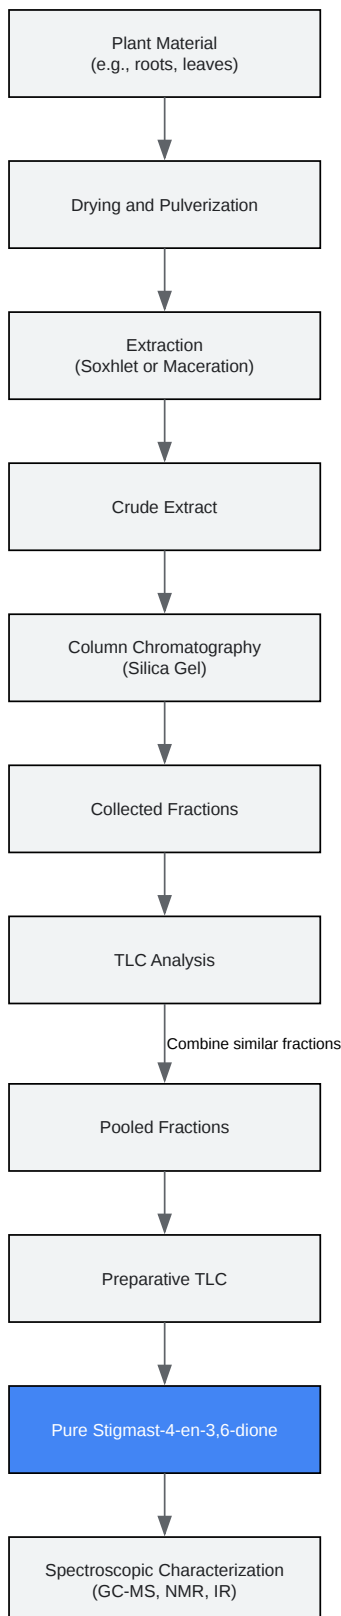 Plant Material
(e.g., roots, leaves)
Drying and Pulverization
Extraction
(Soxhlet or Maceration)
Crude Extract
Column Chromatography
(Silica Gel)
Collected Fractions
TLC Analysis
Combine similar fractions
Pooled Fractions
Preparative TLC
Pure Stigmast-4-en-3,6-dione
Spectroscopic Characterization
(GC-MS, NMR, IR)